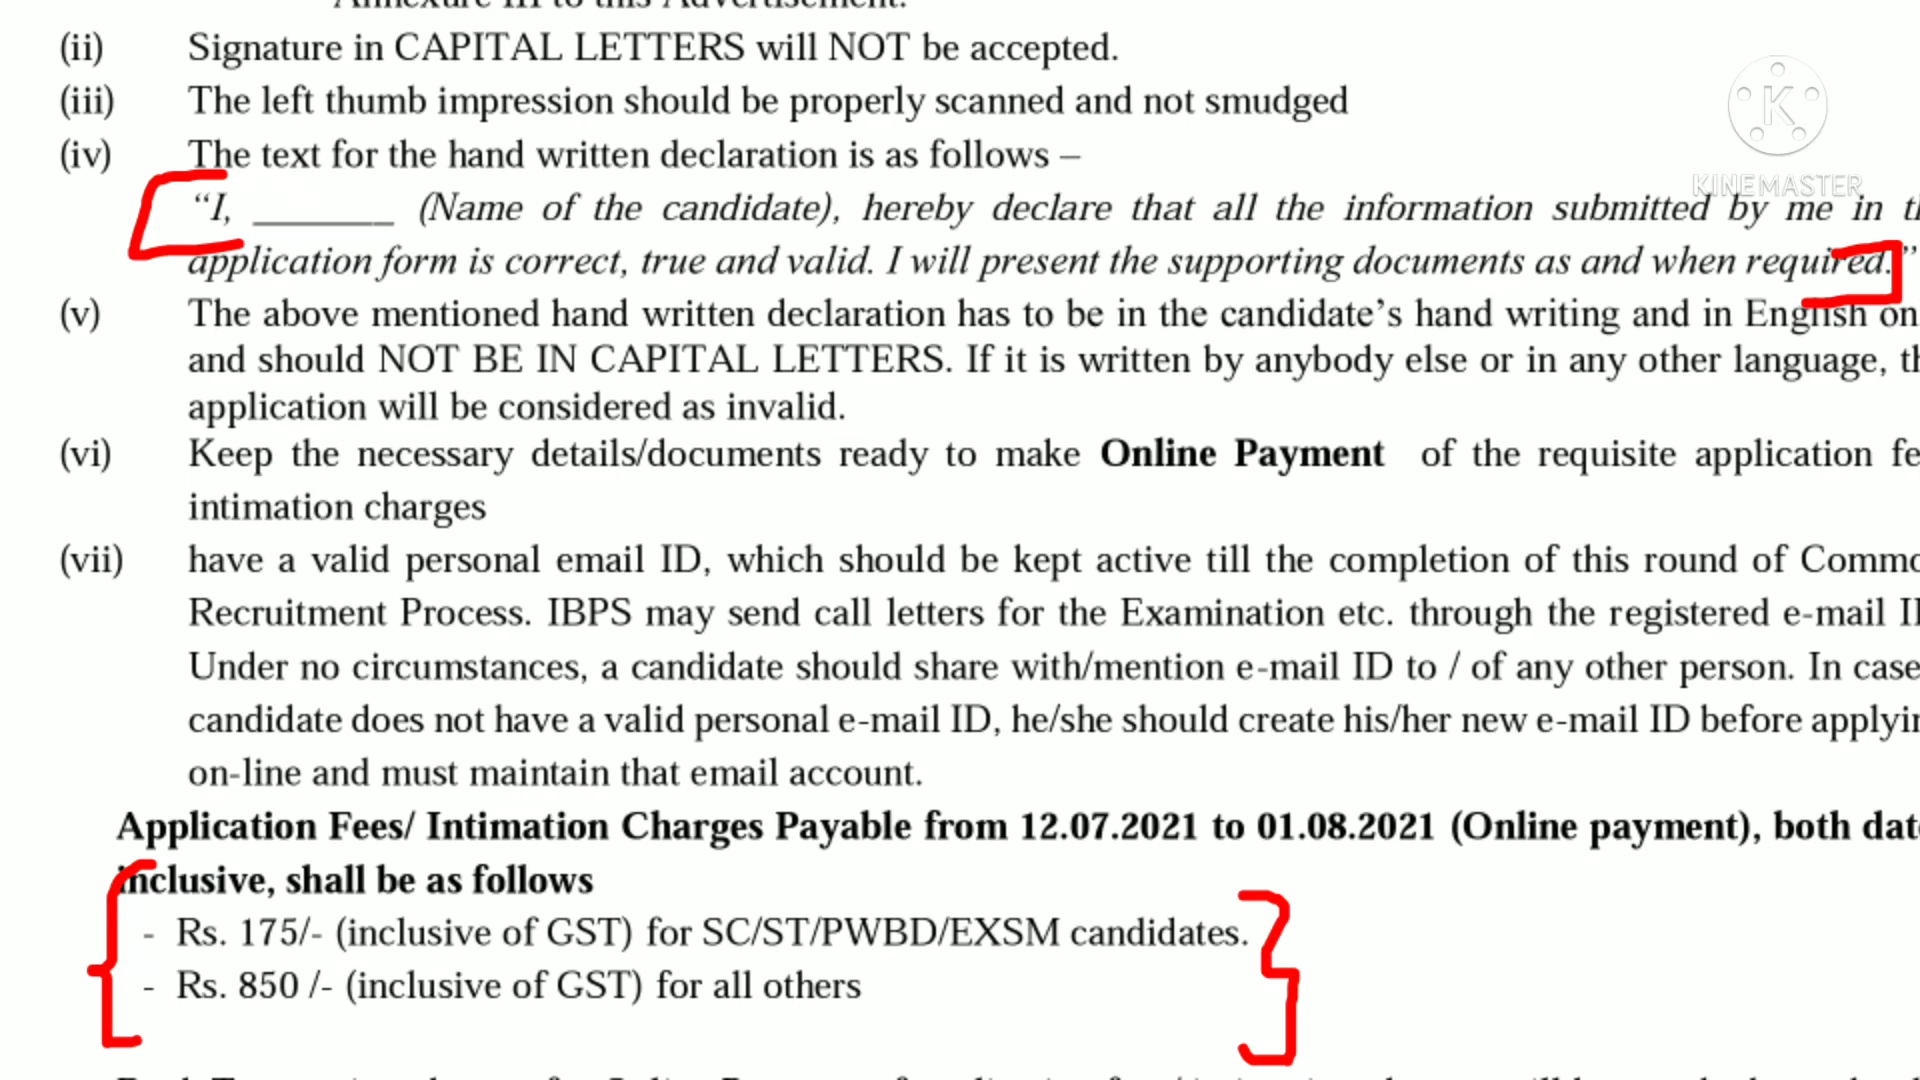 Annexure III to this Advertisement.
(ii) Signature in CAPITAL LETTERS will NOT be accepted.
(iii) The left thumb impression should be properly scanned and not smudged
(iv) The text for the hand written declaration is as follows –
“I, _______ (Name of the candidate), hereby declare that all the information submitted by me in
application form is correct, true and valid. I will present the supporting documents as and when required.”
(v) The above mentioned hand written declaration has to be in the candidate’s hand writing and in English
and should NOT BE IN CAPITAL LETTERS. If it is written by anybody else or in any other language,
application will be considered as invalid.
(vi) Keep the necessary details/documents ready to make Online Payment of the requisite application
intimation charges
(vii) have a valid personal email ID, which should be kept active till the completion of this round of
Recruitment Process. IBPS may send call letters for the Examination etc. through the registered e-mail
Under no circumstances, a candidate should share with/mention e-mail ID to / of any other person. In case
candidate does not have a valid personal e-mail ID, he/she should create his/her new e-mail ID before
on-line and must maintain that email account.
Application Fees/ Intimation Charges Payable from 12.07.2021 to 01.08.2021 (Online payment), both
inclusive, shall be as follows
- Rs. 175/- (inclusive of GST) for SC/ST/PWBD/EXSM candidates.
- Rs. 850 /- (inclusive of GST) for all others
K
KINEMASTER